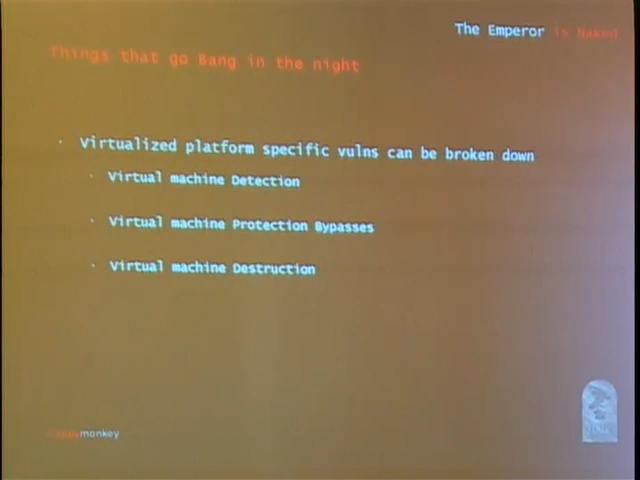 The Emperor is Naked
Things that go Bang in the night
· Virtualized platform specific vulns can be broken down
· Virtual machine Detection
· Virtual machine Protection Bypasses
· Virtual machine Destruction
monkey